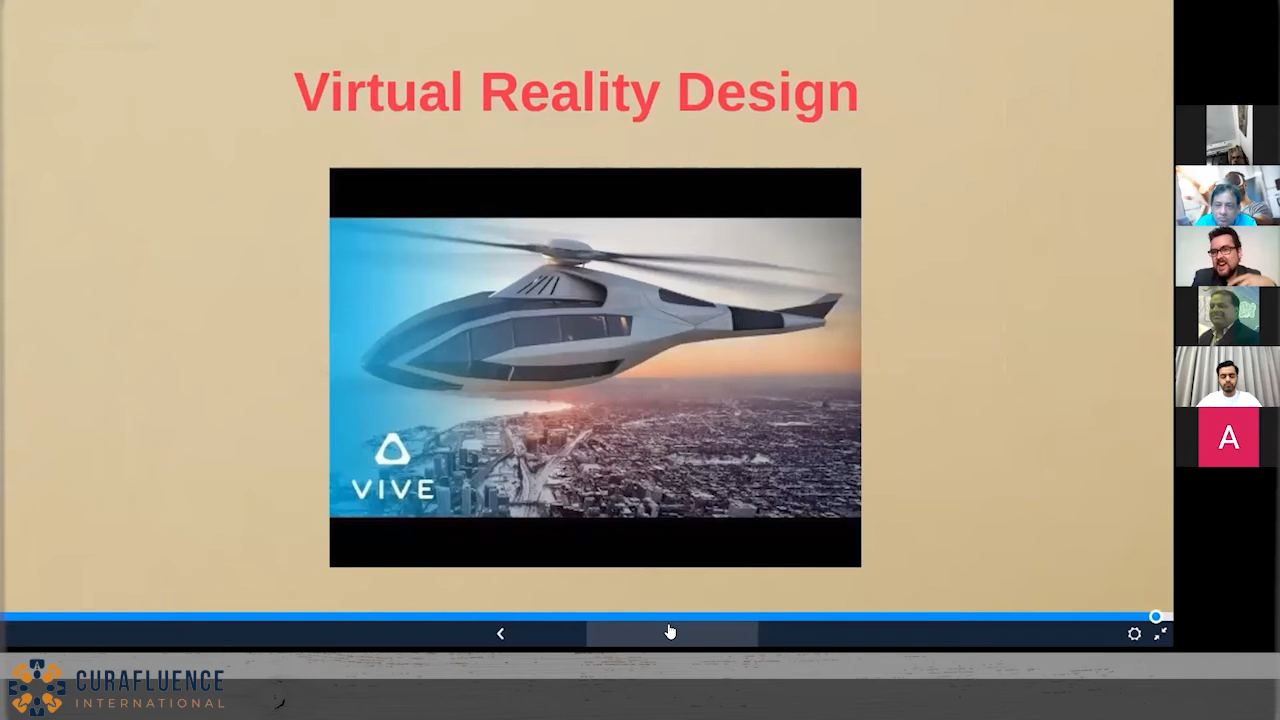 Virtual Reality Design
VIVE
A
CURAFLUENCE
INTERNATIONAL